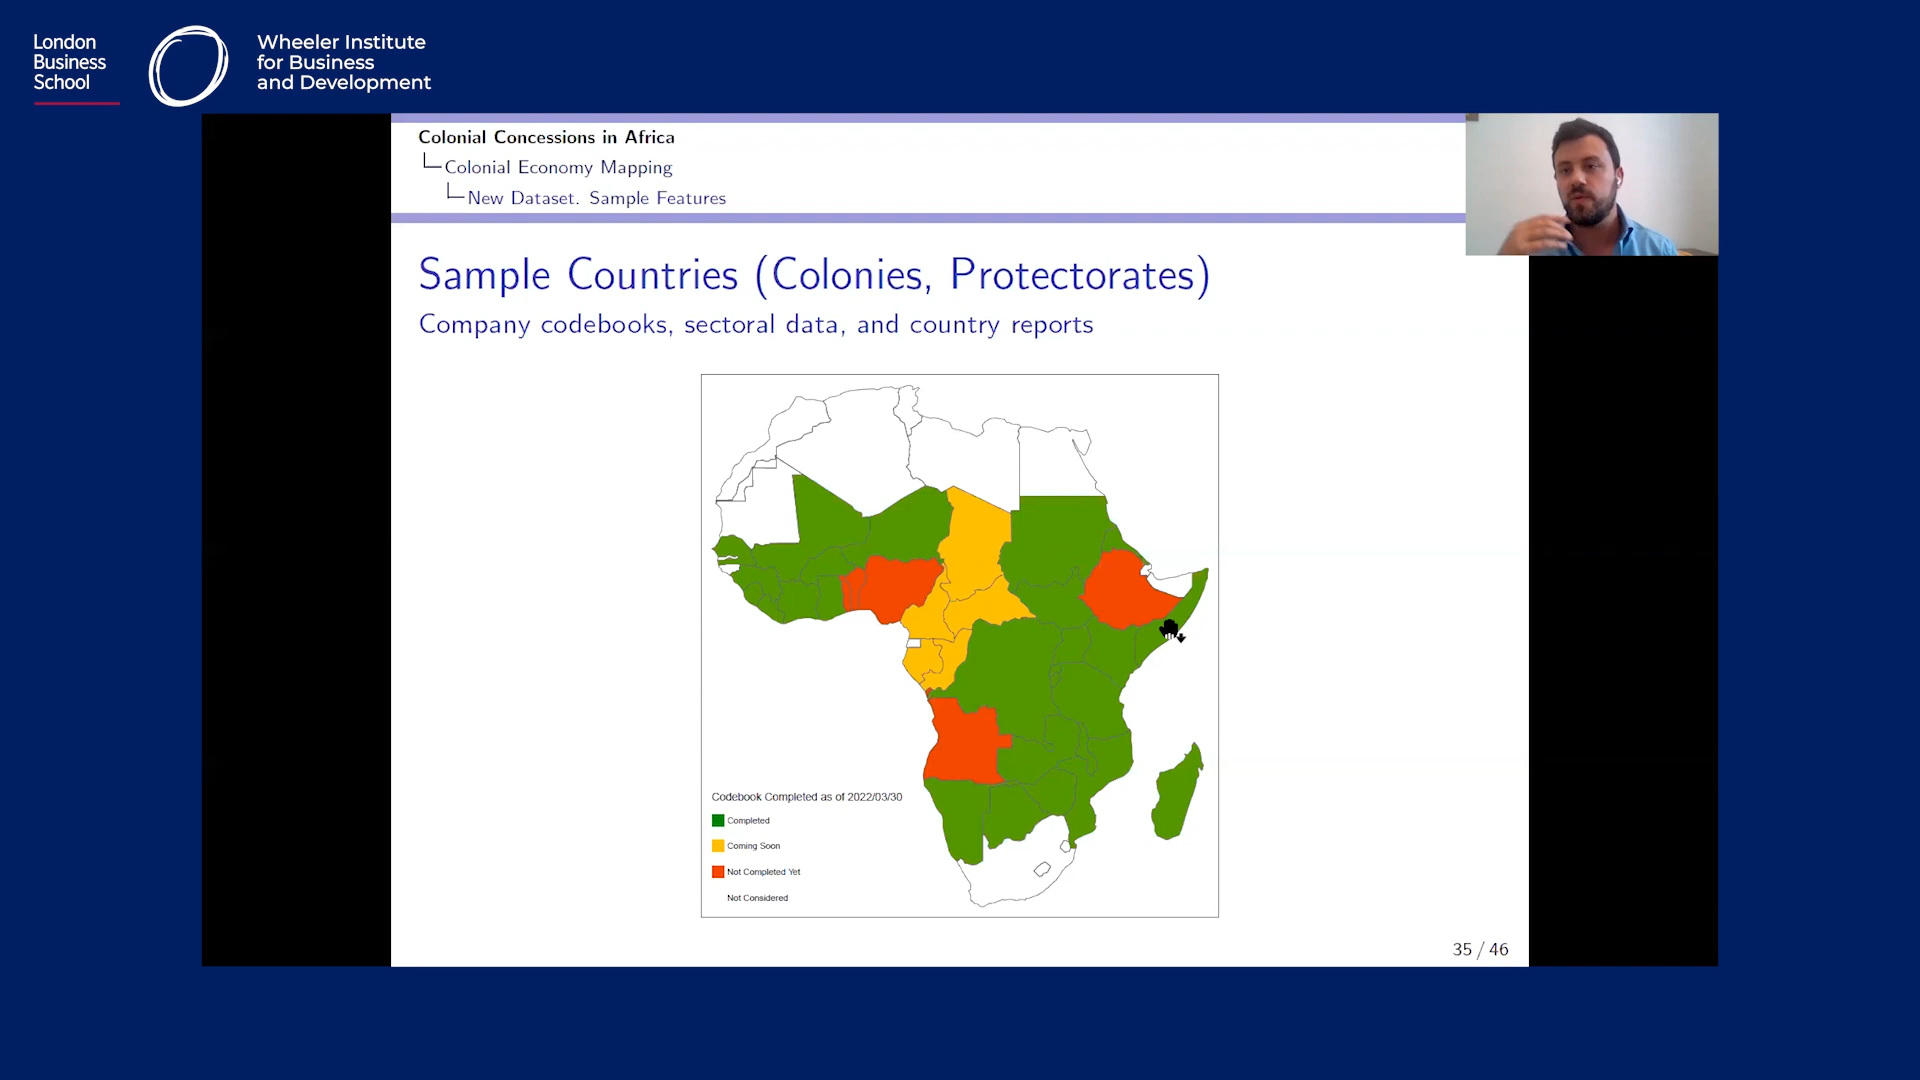 London
Business
School
Wheeler Institute
for Business
and Development
Colonial Concessions in Africa
Colonial Economy Mapping
New Dataset. Sample Features
Sample Countries (Colonies, Protectorates)
Company codebooks, sectoral data, and country reports
Codebook Completed as of 2022/03/30
Completed
Coming Soon
Not Completed Yet
Not Considered
35 / 46